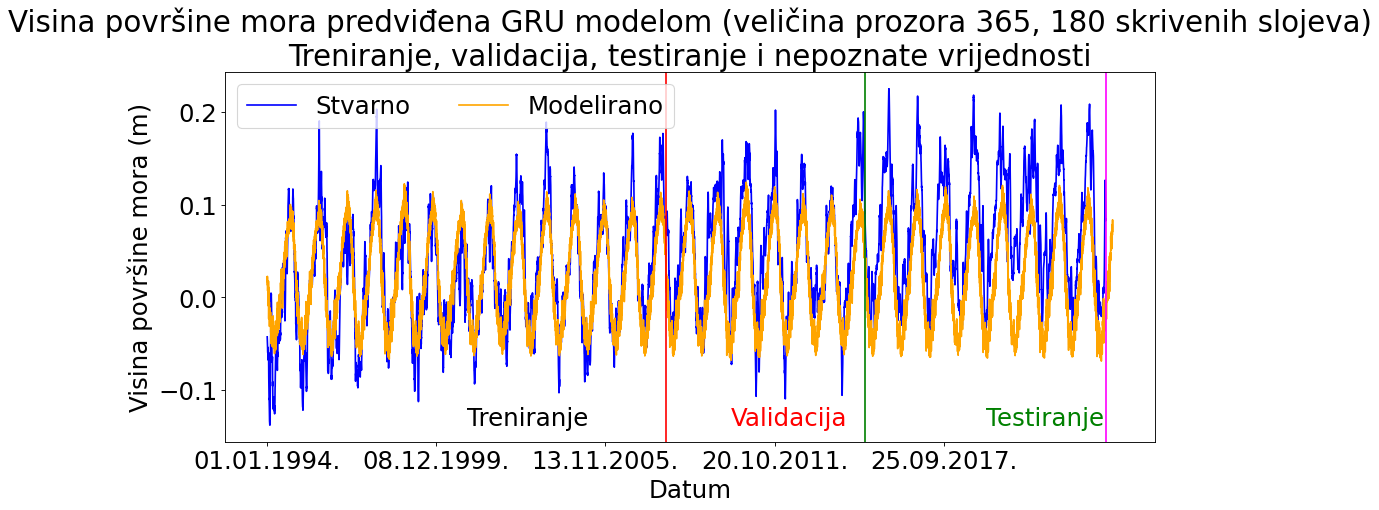 Visina površine mora predviđena GRU modelom (veličina prozora 365, 180 skrivenih slojeva)
Treniranje, validacija, testiranje i nepoznate vrijednosti
Stvarno
Modelirano
Visina površine mora (m)
0.2
0.1
0.0
−0.1
Treniranje
Validacija
Testiranje
01.01.1994.
08.12.1999.
13.11.2005.
20.10.2011.
25.09.2017.
Datum